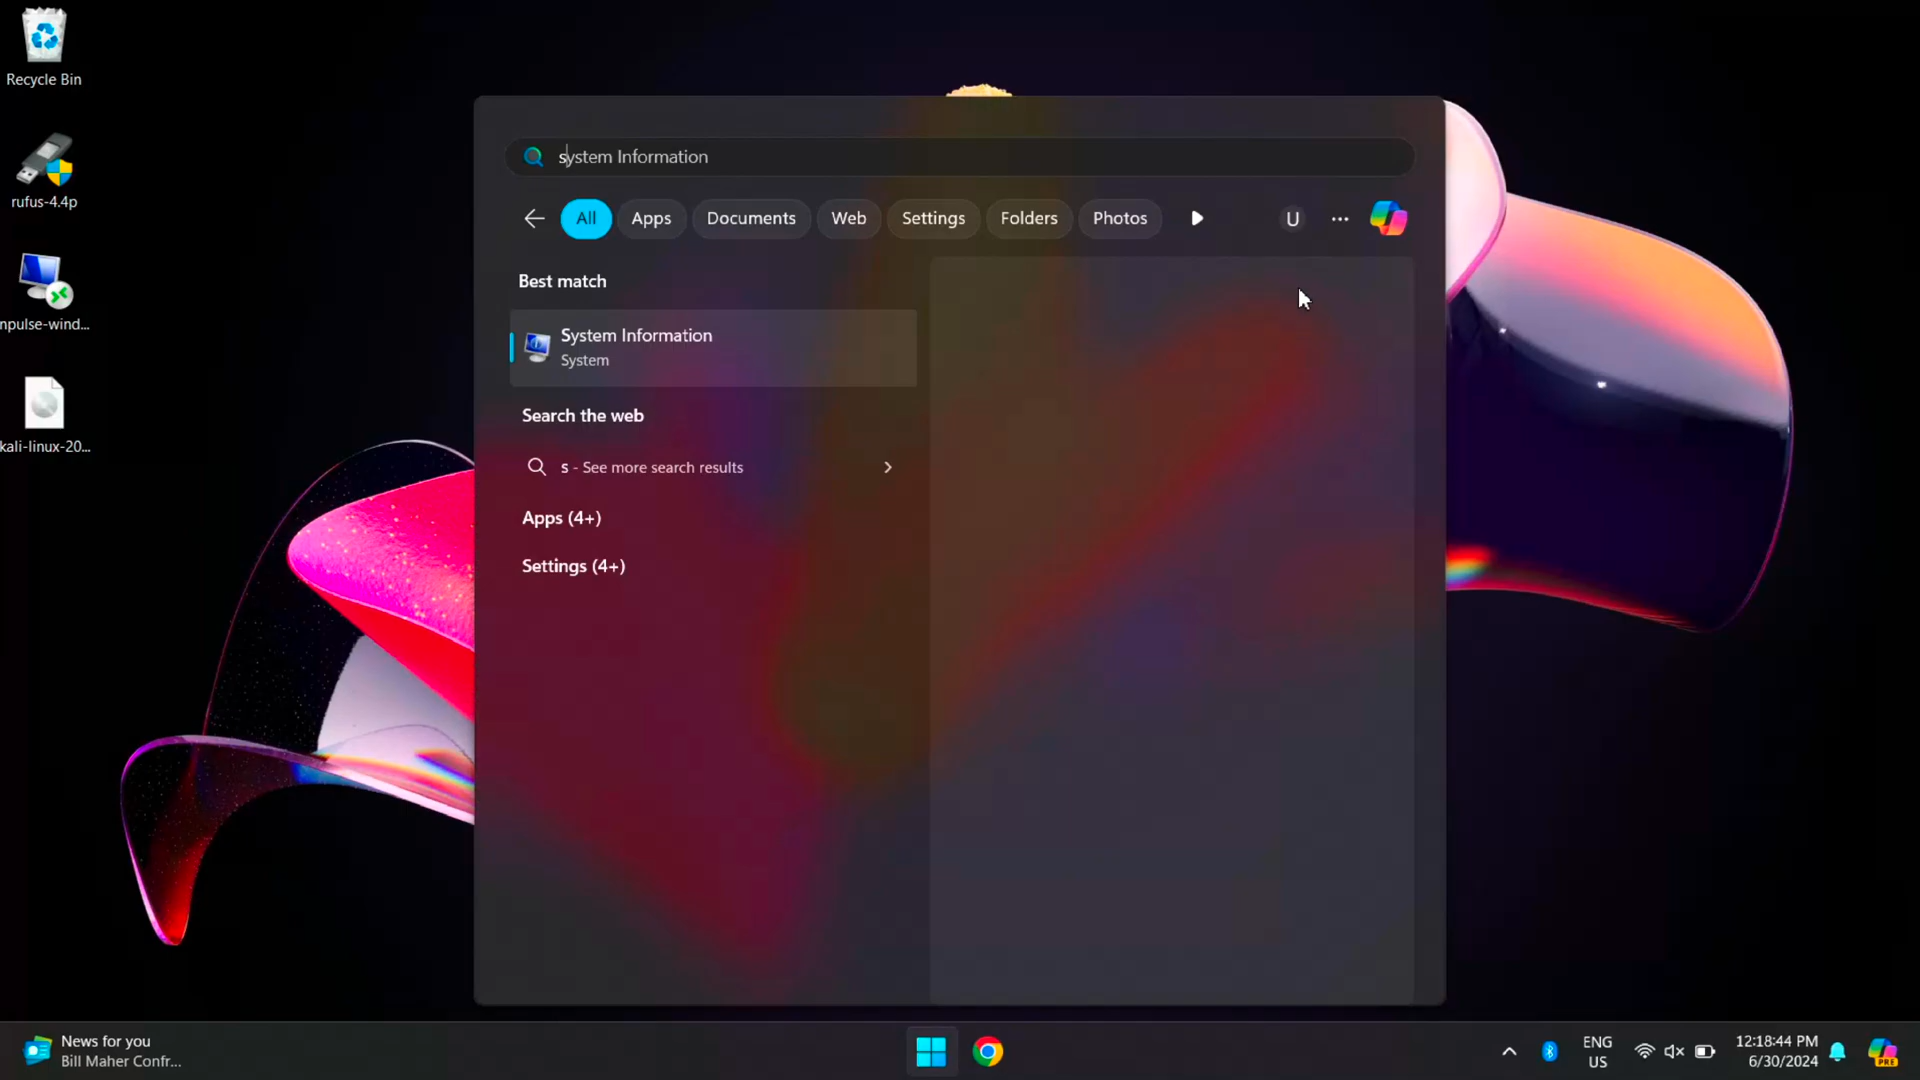 Recycle Bin
rufus-4.4p
npulse-wind...
kali-linux-20...
system Information
All
Apps
Documents
Web
Settings
Folders
Photos
U
Best match
System Information
System
Search the web
s - See more search results
Apps (4+)
Settings (4+)
News for you
Bill Maher Confr...
ENG
US
12:18:44 PM
6/30/2024
PRE